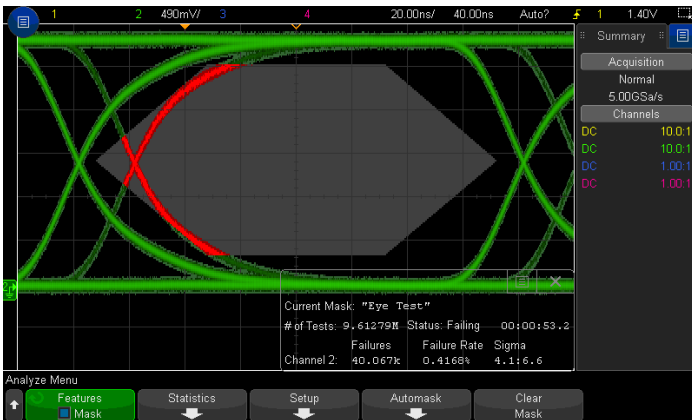 1 2 490mV/ 3 4 20.00ns/ 40.00ns Auto? 1 1.40V
Summary
Acquisition
Normal
5.00GSa/s
Channels
DC 10.0:1
DC 10.0:1
DC 1.00:1
DC 1.00:1
2
Current Mask: "Eye Test"
# of Tests: 9.61279M Status: Failing 00:00:53.2
Failures Failure Rate Sigma
Channel 2: 40.067k 0.4168% 4.1:6.6
Analyze Menu
Features Statistics Setup Automask Clear
Mask Mask